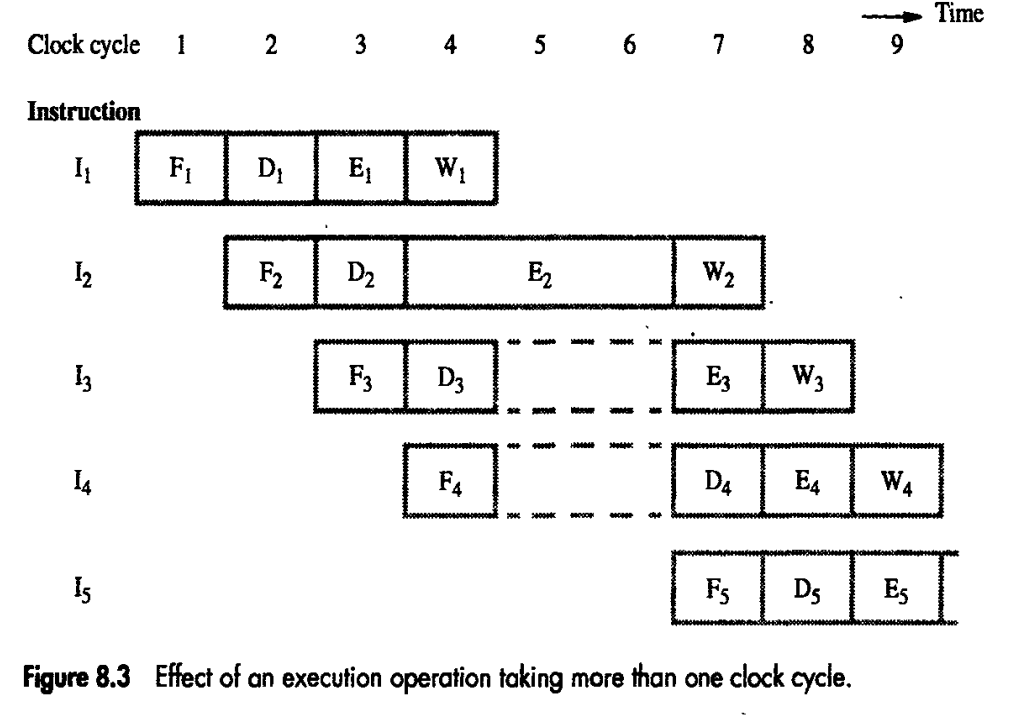 Time
Clock cycle 1 2 3 4 5 6 7 8 9
Instruction
I₁ F₁ D₁ E₁ W₁
I₂ F₂ D₂ E₂ W₂
I₃ F₃ D₃ E₃ W₃
I₄ F₄ D₄ E₄ W₄
I₅ F₅ D₅ E₅
Figure 8.3 Effect of an execution operation taking more than one clock cycle.